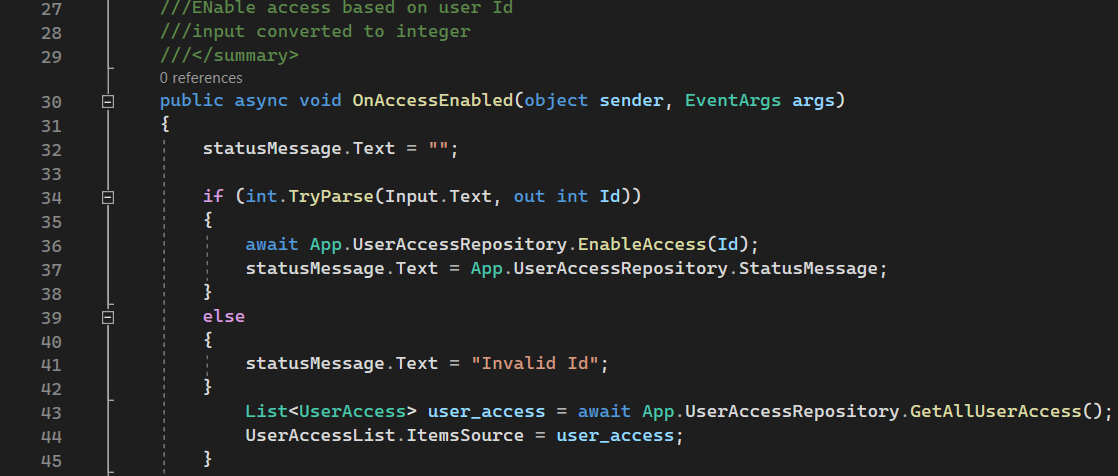 27 ///ENable access based on user Id
28 ///input converted to integer
29 ///</summary>
0 references
30 public async void OnAccessEnabled(object sender, EventArgs args)
31 {
32 statusMessage.Text = "";
33
34 if (int.TryParse(Input.Text, out int Id))
35 {
36 await App.UserAccessRepository.EnableAccess(Id);
37 statusMessage.Text = App.UserAccessRepository.StatusMessage;
38 }
39 else
40 {
41 statusMessage.Text = "Invalid Id";
42 }
43 List<UserAccess> user_access = await App.UserAccessRepository.GetAllUserAccess();
44 UserAccessList.ItemsSource = user_access;
45 }